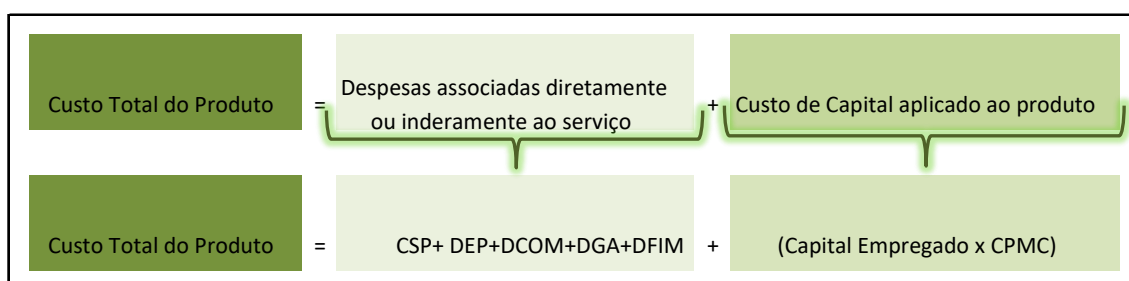 Custo Total do Produto = Despesas associadas diretamente
ou inderamente ao serviço + Custo de Capital aplicado ao produto
Custo Total do Produto = CSP+ DEP+DCOM+DGA+DFIM + (Capital Empregado x CPMC)